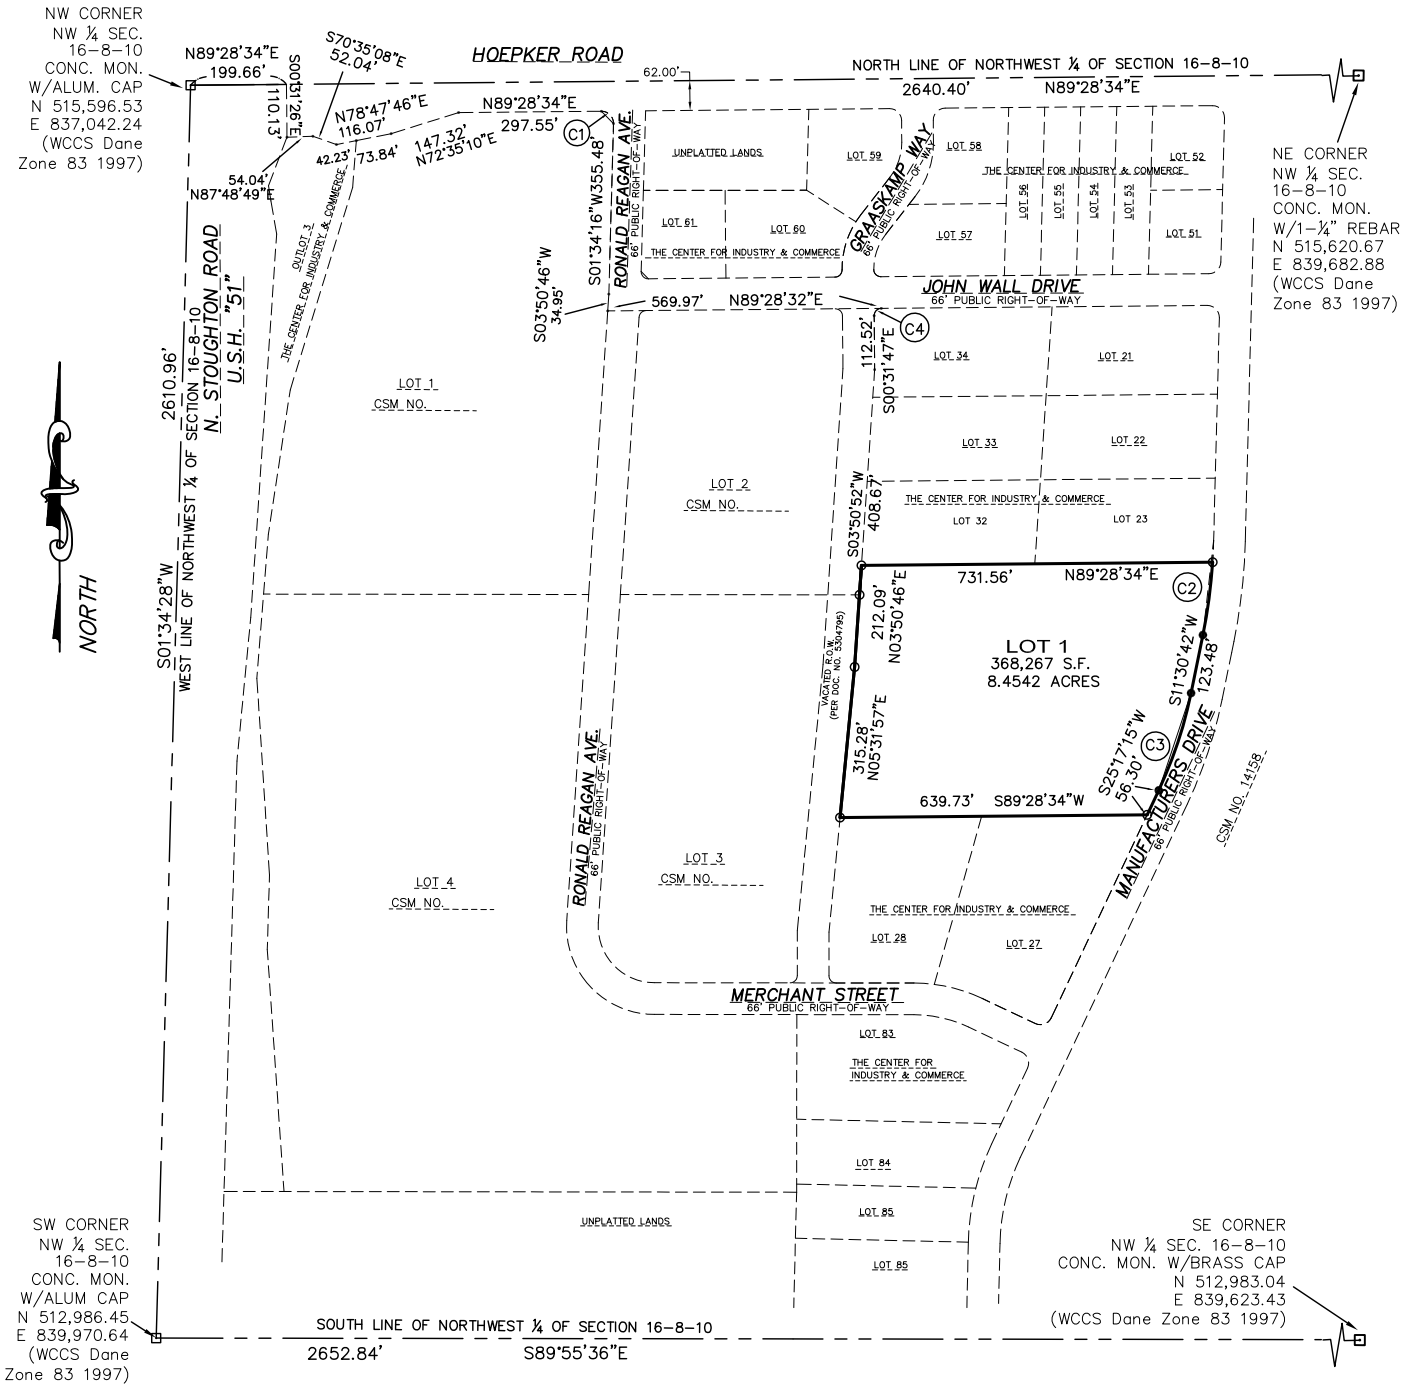 NW CORNER
NW ¼ SEC.
16-8-10
CONC. MON.
W/ALUM. CAP
N 515,596.53
E 837,042.24
(WCCS Dane
Zone 83 1997)
N89°28'34"E
199.66'
S00°31'26"E
110.13'
S70°35'08"E
52.04'
HOEPKER ROAD
62.00'
NORTH LINE OF NORTHWEST ¼ OF SECTION 16-8-10
2640.40' N89°28'34"E
NE CORNER
NW ¼ SEC.
16-8-10
CONC. MON.
W/1-¼" REBAR
N 515,620.67
E 839,682.88
(WCCS Dane
Zone 83 1997)
N78°47'46"E
116.07'
N89°28'34"E
297.55'
C1
147.32'
N72°35'10"E
42.23'
73.84'
54.04'
N87°48'49"E
OUTLOT 3
THE CENTER FOR INDUSTRY & COMMERCE
S01°34'16"W355.48'
RONALD REAGAN AVE.
66' PUBLIC RIGHT-OF-WAY
S03°50'46"W
34.95'
UNPLATTED LANDS
LOT 59
LOT 61
LOT 60
THE CENTER FOR INDUSTRY & COMMERCE
GRAASKAMP WAY
66' PUBLIC RIGHT-OF-WAY
LOT 58
THE CENTER FOR INDUSTRY & COMMERCE
LOT 52
LOT 56
LOT 55
LOT 54
LOT 53
LOT 57
LOT 51
JOHN WALL DRIVE
66' PUBLIC RIGHT-OF-WAY
569.97' N89°28'32"E
C4
112.52'
S00°31'47"E
LOT 34
LOT 21
LOT 33
LOT 22
THE CENTER FOR INDUSTRY & COMMERCE
LOT 32
LOT 23
N. STOUGHTON ROAD
U.S.H. "51"
2610.96'
S01°34'28"W
WEST LINE OF NORTHWEST ¼ OF SECTION 16-8-10
NORTH
LOT 1
CSM NO.
LOT 2
CSM NO.
S03°50'52"W
408.67'
731.56' N89°28'34"E
C2
212.09'
N03°50'46"E
VACATED R.O.W.
(PER DOC. NO. 5304795)
LOT 1
368,267 S.F.
8.4542 ACRES
S11°30'42"W
123.48'
315.28'
N05°31'57"E
C3
S25°17'15"W
56.30'
639.73' S89°28'34"W
MANUFACTURERS DRIVE
66' PUBLIC RIGHT-OF-WAY
CSM NO. 14158
RONALD REAGAN AVE.
66' PUBLIC RIGHT-OF-WAY
LOT 3
CSM NO.
LOT 4
CSM NO.
THE CENTER FOR INDUSTRY & COMMERCE
LOT 28
LOT 27
MERCHANT STREET
66' PUBLIC RIGHT-OF-WAY
LOT 83
THE CENTER FOR
INDUSTRY & COMMERCE
LOT 84
LOT 85
LOT 85
UNPLATTED LANDS
SW CORNER
NW ¼ SEC.
16-8-10
CONC. MON.
W/ALUM CAP
N 512,986.45
E 839,970.64
(WCCS Dane
Zone 83 1997)
SE CORNER
NW ¼ SEC. 16-8-10
CONC. MON. W/BRASS CAP
N 512,983.04
E 839,623.43
(WCCS Dane Zone 83 1997)
SOUTH LINE OF NORTHWEST ¼ OF SECTION 16-8-10
2652.84' S89°55'36"E